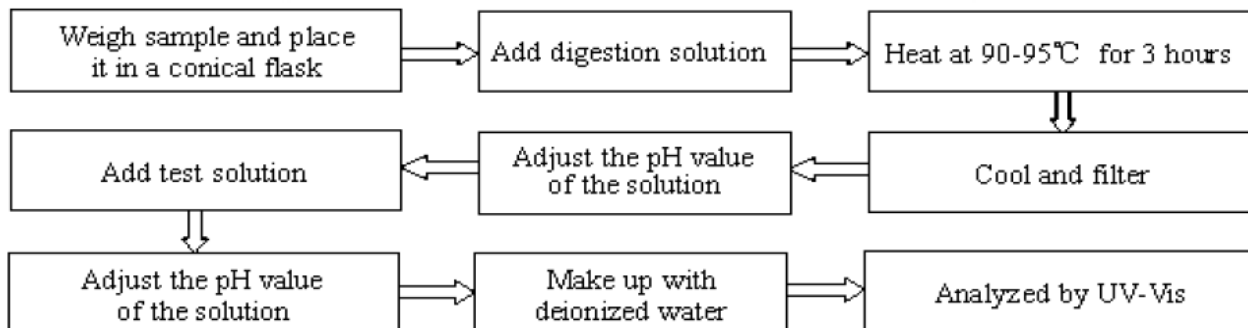 Weigh sample and place
it in a conical flask
Add digestion solution
Heat at 90-95℃ for 3 hours
Cool and filter
Adjust the pH value
of the solution
Add test solution
Adjust the pH value
of the solution
Make up with
deionized water
Analyzed by UV-Vis